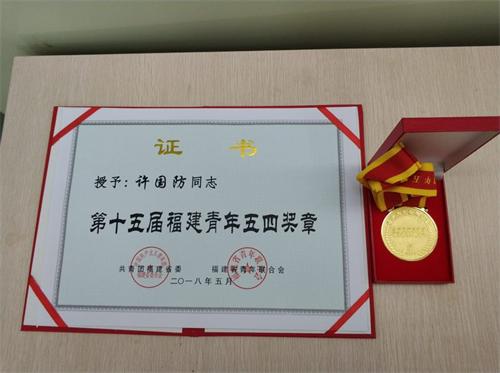 证 书
授予：许国防同志
第十五届福建青年五四奖章
共青团福建省委 福建省青年联合会
二〇一八年五月